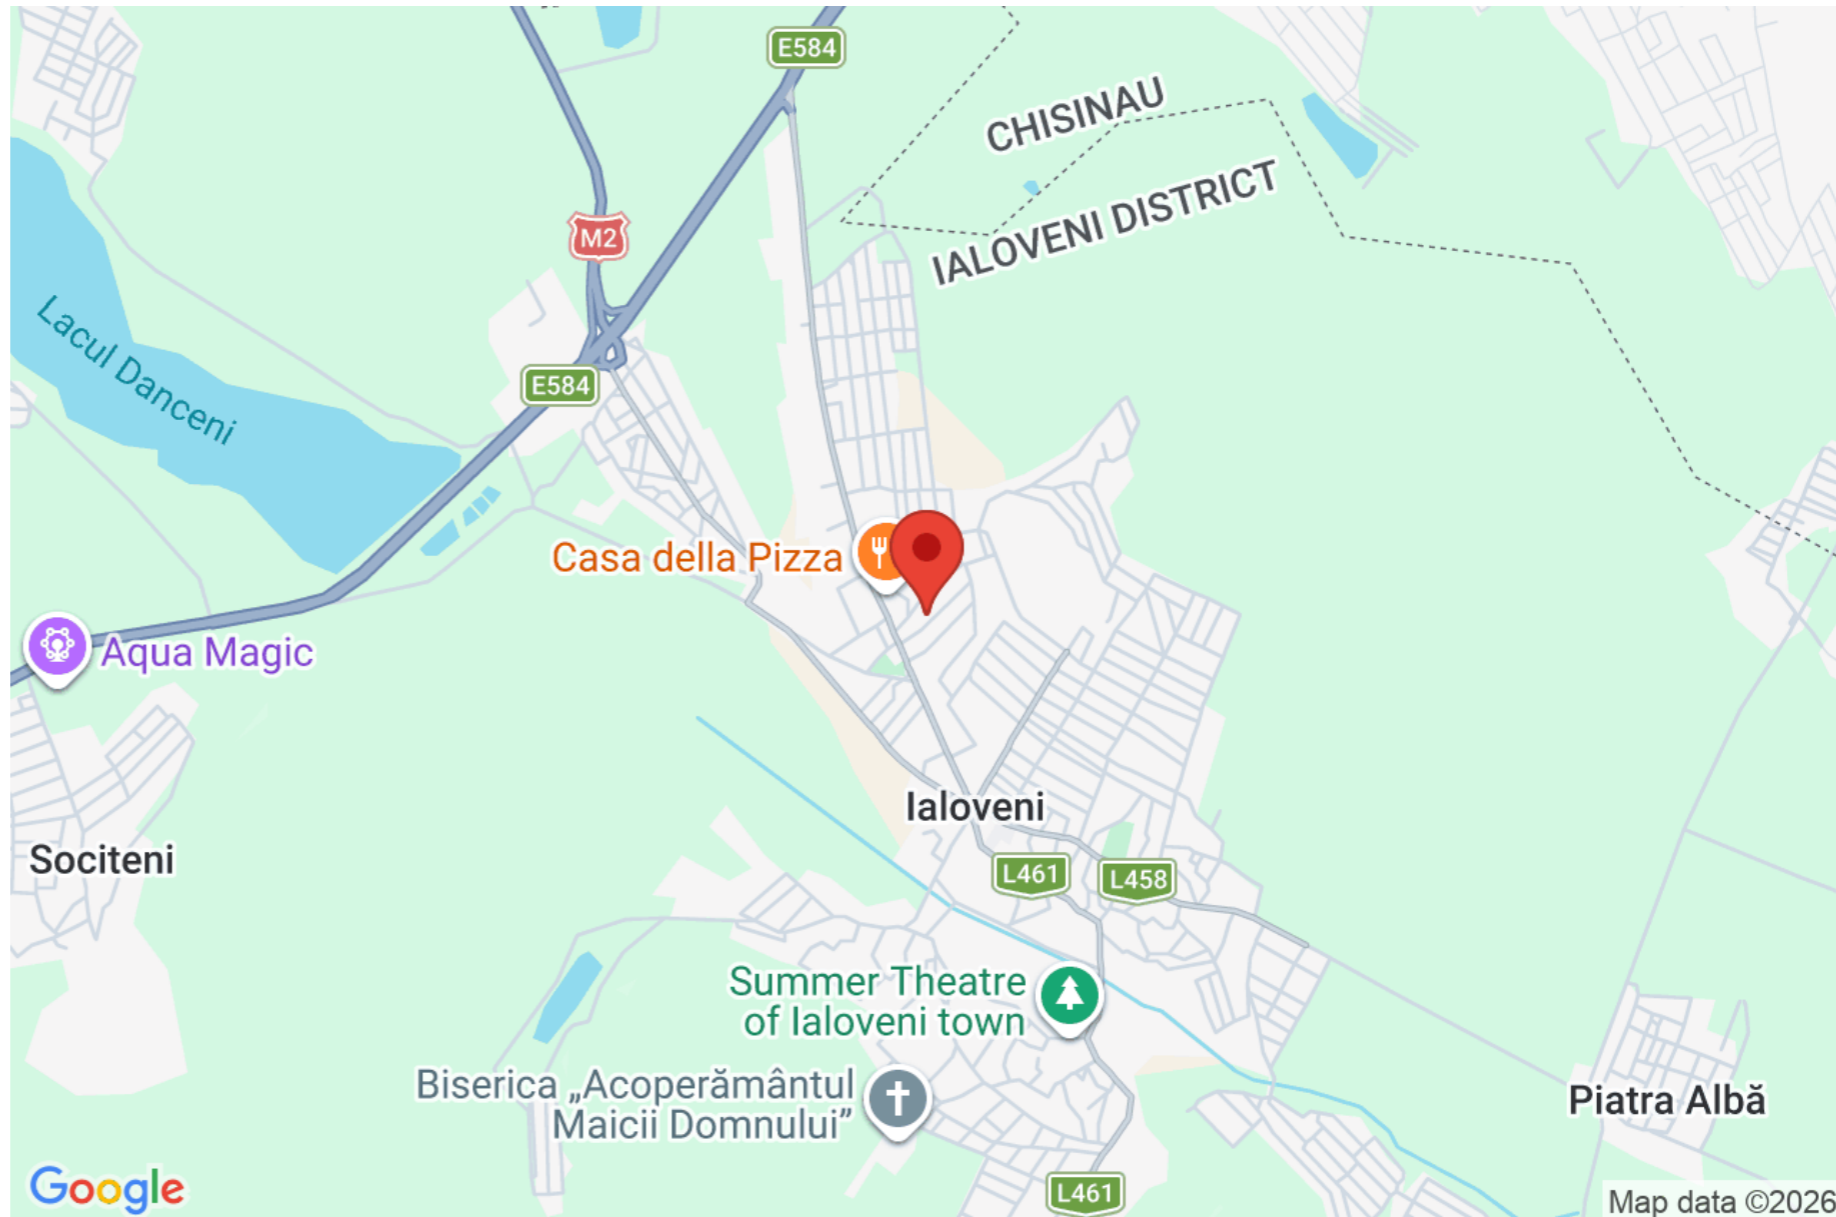 E584
CHISINAU
IALOVENI DISTRICT
M2
Lacul Danceni
E584
Casa della Pizza
Aqua Magic
Ialoveni
Sociteni
L461
L458
Summer Theatre
of Ialoveni town
Biserica „Acoperământul
Maicii Domnului”
Piatra Albă
L461
Google
Map data ©2026